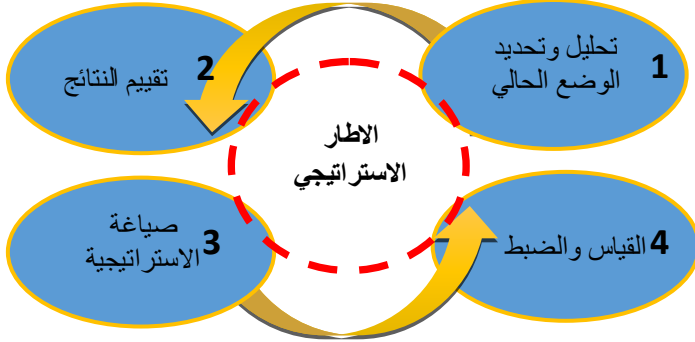 1 تحليل وتحديد
الوضع الحالي
2 تقييم النتائج
الاطار
الاستراتيجي
صياغة
3 الاستراتيجية
4 القياس والضبط